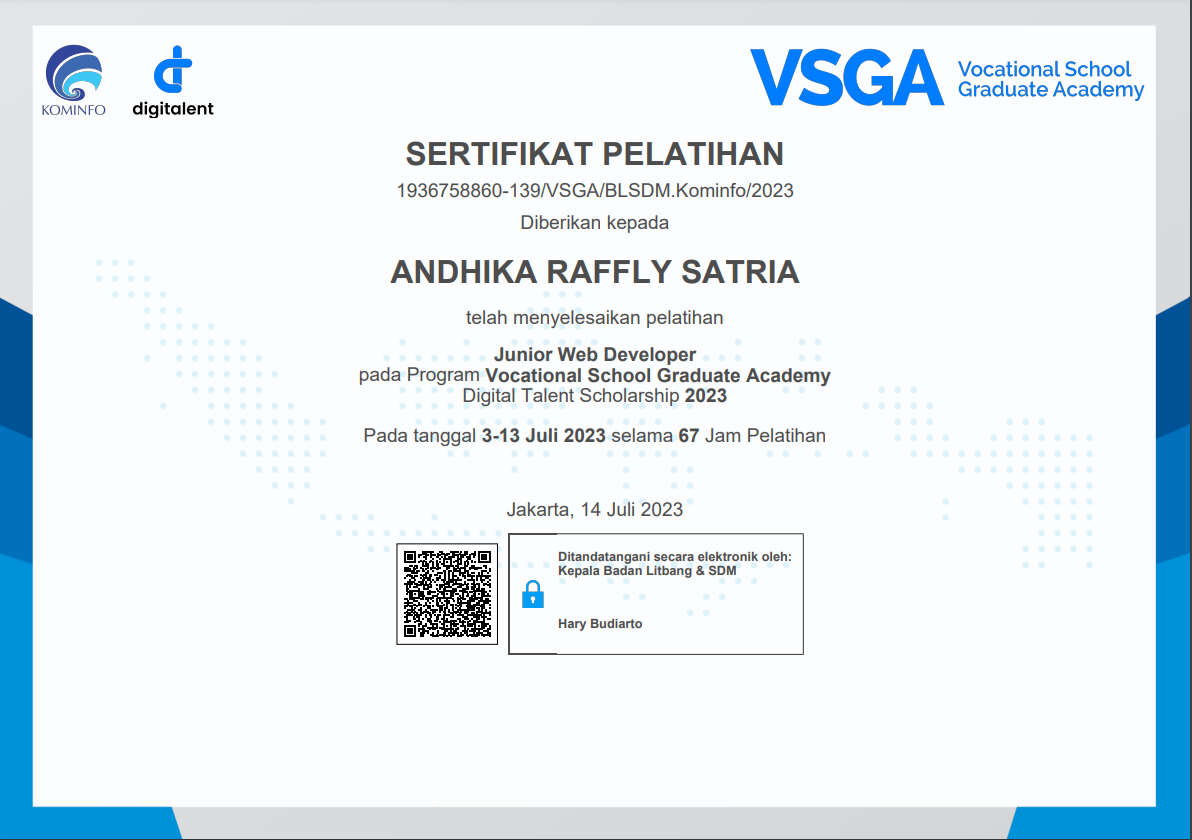 KOMINFO
digitalent
VSGA
Vocational School
Graduate Academy
SERTIFIKAT PELATIHAN
1936758860-139/VSGA/BLSDM.Kominfo/2023
Diberikan kepada
ANDHIKA RAFFLY SATRIA
telah menyelesaikan pelatihan
Junior Web Developer
pada Program Vocational School Graduate Academy
Digital Talent Scholarship 2023
Pada tanggal 3-13 Juli 2023 selama 67 Jam Pelatihan
Jakarta, 14 Juli 2023
Ditandatangani secara elektronik oleh:
Kepala Badan Litbang & SDM
Hary Budiarto